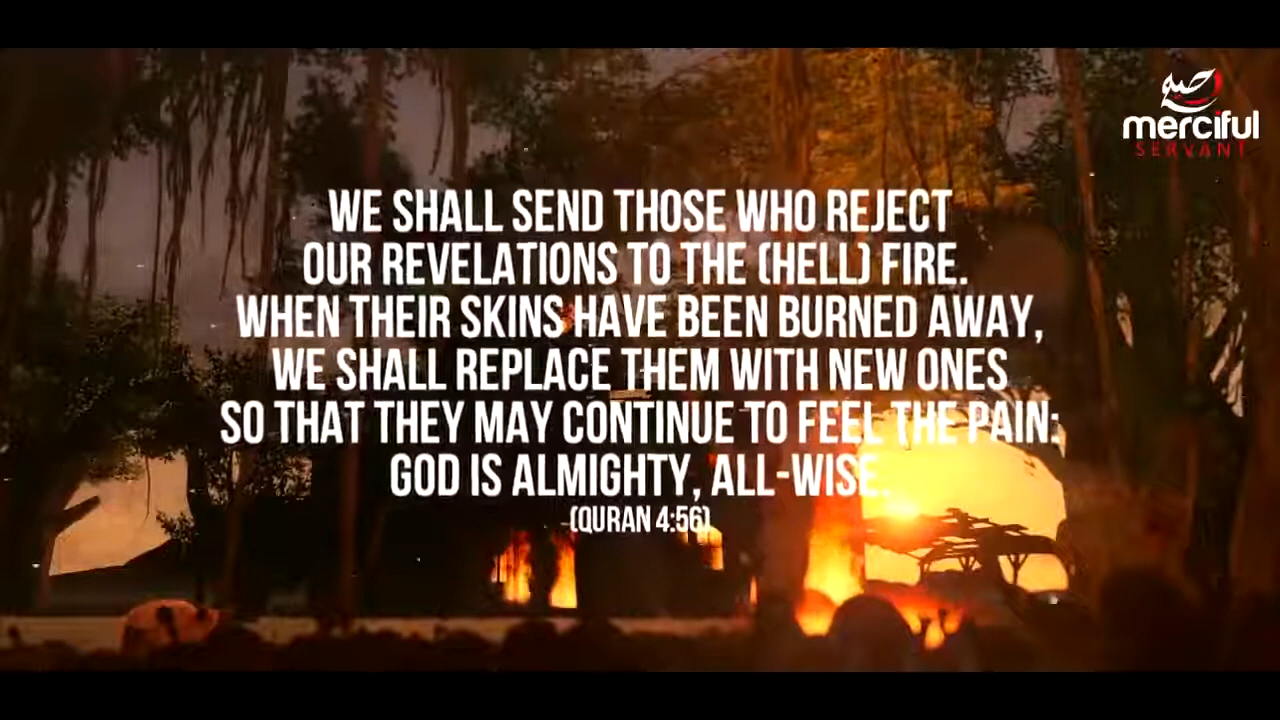 حصہ
merciful
SERVANT
WE SHALL SEND THOSE WHO REJECT
OUR REVELATIONS TO THE (HELL) FIRE.
WHEN THEIR SKINS HAVE BEEN BURNED AWAY,
WE SHALL REPLACE THEM WITH NEW ONES
SO THAT THEY MAY CONTINUE TO FEEL THE PAIN:
GOD IS ALMIGHTY, ALL-WISE.
(QURAN 4:56)